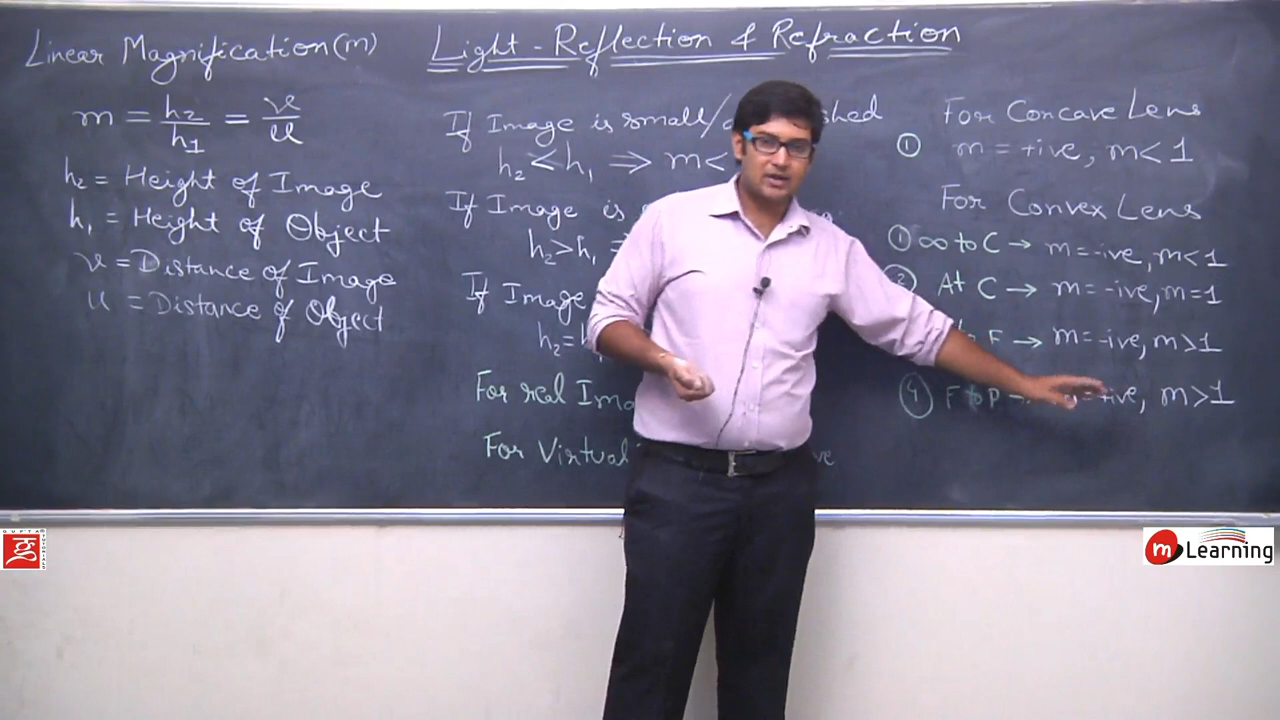 Linear Magnification(m)
m = h2/h1 = v/u
h2 = Height of Image
h1 = Height of Object
v = Distance of Image
u = Distance of Object
Light - Reflection & Refraction
If Image is small/
h2 < h1 ⇒ m <
If Image is
h2 > h1
If Image
h2 =
For real
For Virtual
For Concave Lens
① m = +ive, m < 1
For Convex Lens
① ∞ to C → m = -ive, m < 1
② At C → m = -ive, m = 1
F → m = -ive, m > 1
④ F to P +ive, m > 1
GUPTA TUTORIALS
m Learning